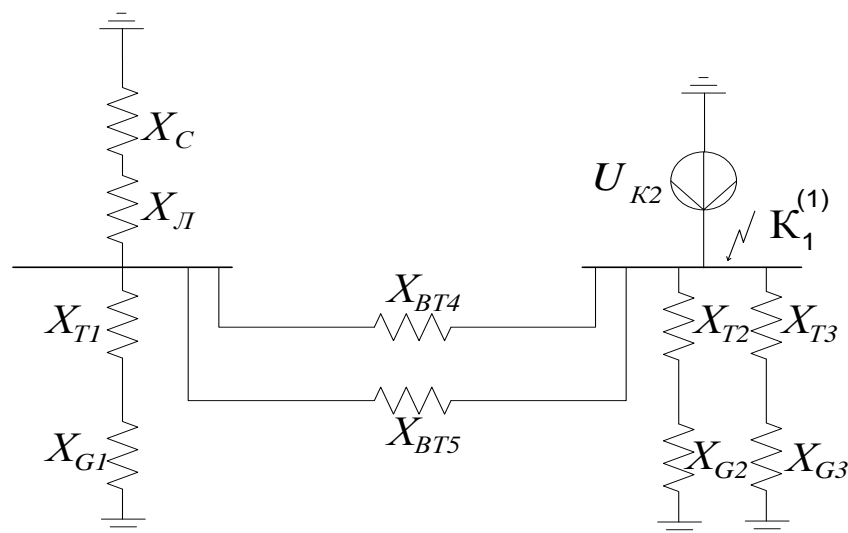 X_C
X_Л
U_K2
K_1^(1)
X_BT4
X_T1
X_T2
X_T3
X_BT5
X_G1
X_G2
X_G3